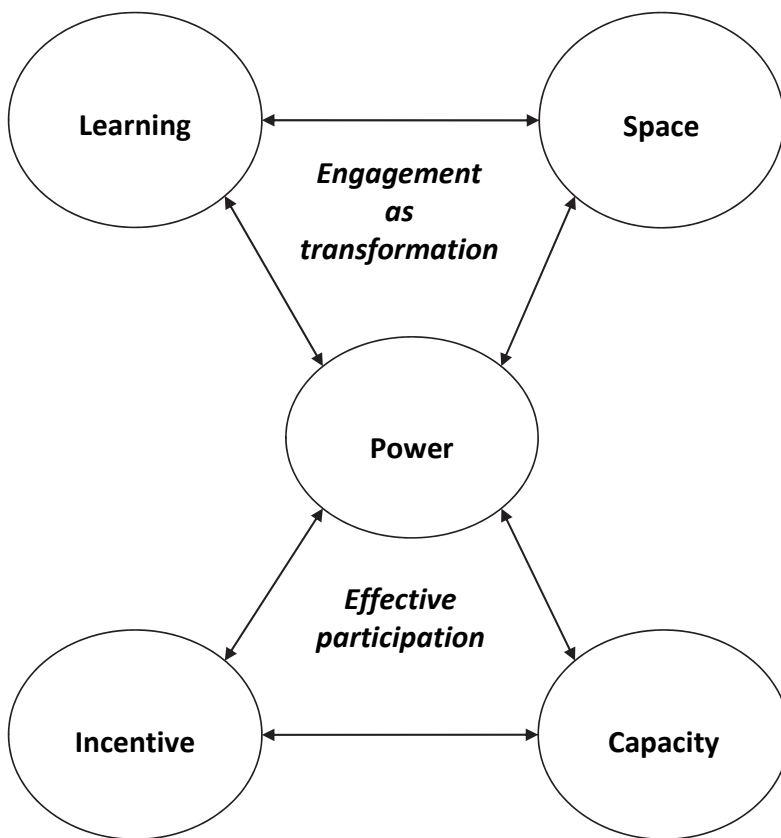 Learning
Space
Engagement
as
transformation
Power
Effective
participation
Incentive
Capacity